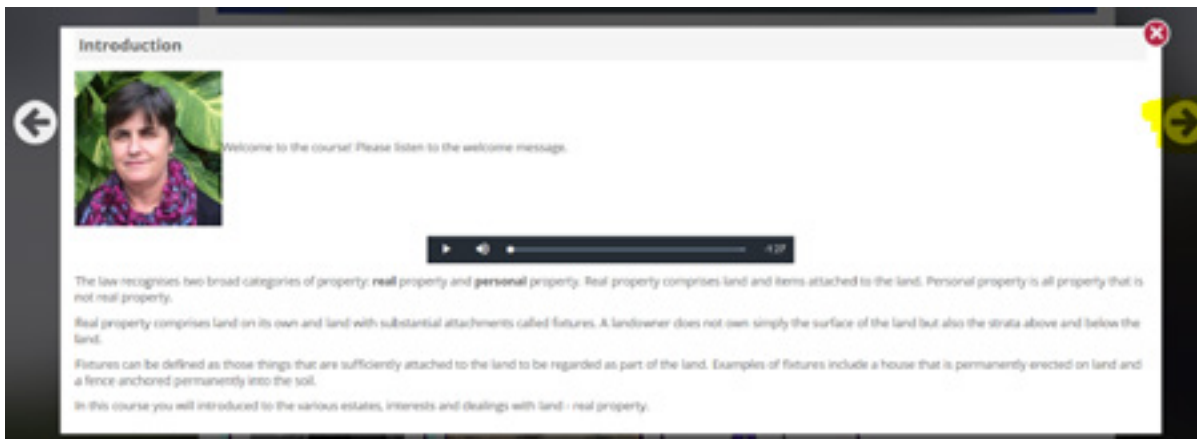 Introduction
Welcome to the course! Please listen to the welcome message.
-1:27
The law recognises two broad categories of property: real property and personal property. Real property comprises land and items attached to the land. Personal property is all property that is
not real property.
Real property comprises land on its own and land with substantial attachments called fixtures. A landowner does not own simply the surface of the land but also the strata above and below the
land.
Fixtures can be defined as those things that are sufficiently attached to the land to be regarded as part of the land. Examples of fixtures include a house that is permanently erected on land and
a fence anchored permanently into the soil.
In this course you will introduced to the various estates, interests and dealings with land - real property.